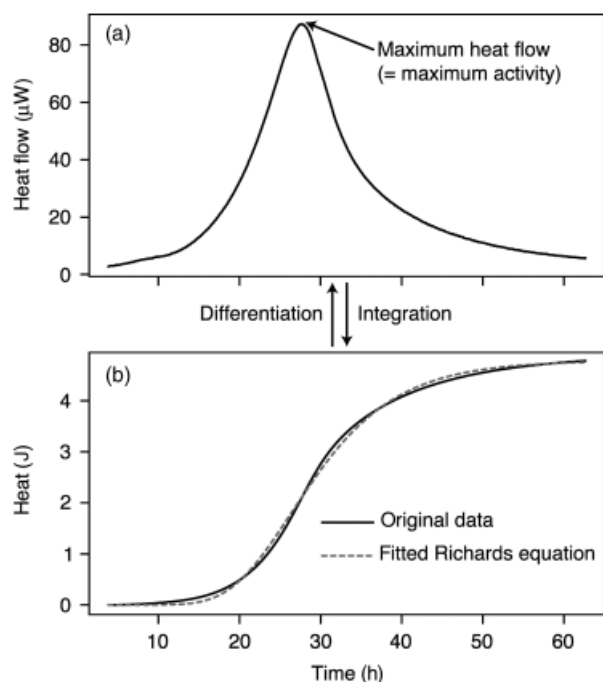 (a)
Maximum heat flow
(= maximum activity)
Heat flow (μW)
80
60
40
20
0
Differentiation
Integration
(b)
Heat (J)
4
3
2
1
0
Original data
Fitted Richards equation
10 20 30 40 50 60
Time (h)